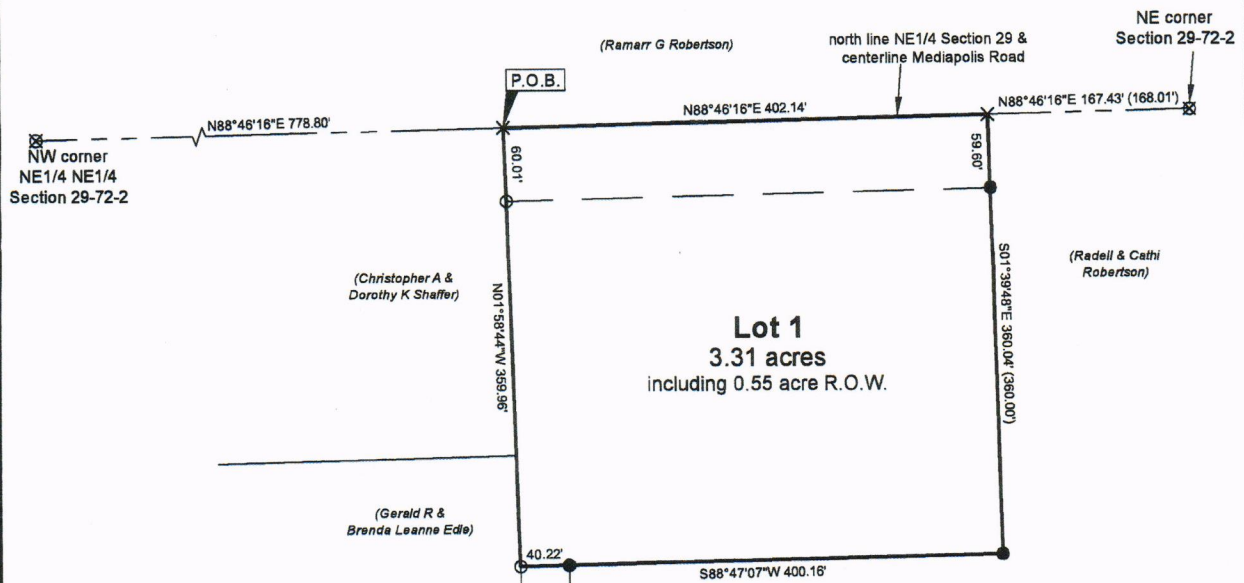 NE corner
Section 29-72-2
(Ramarr G Robertson)
north line NE1/4 Section 29 &
centerline Mediapolis Road
P.O.B.
N88°46'16"E 778.80'
N88°46'16"E 402.14'
N88°46'16"E 167.43' (168.01')
NW corner
NE1/4 NE1/4
Section 29-72-2
60.01'
59.60'
(Christopher A &
Dorothy K Shaffer)
N01°58'44"W 359.96'
Lot 1
3.31 acres
including 0.55 acre R.O.W.
S01°39'48"E 360.04' (360.00')
(Radell & Cathi
Robertson)
(Gerald R &
Brenda Leanne Edle)
40.22'
S88°47'07"W 400.16'